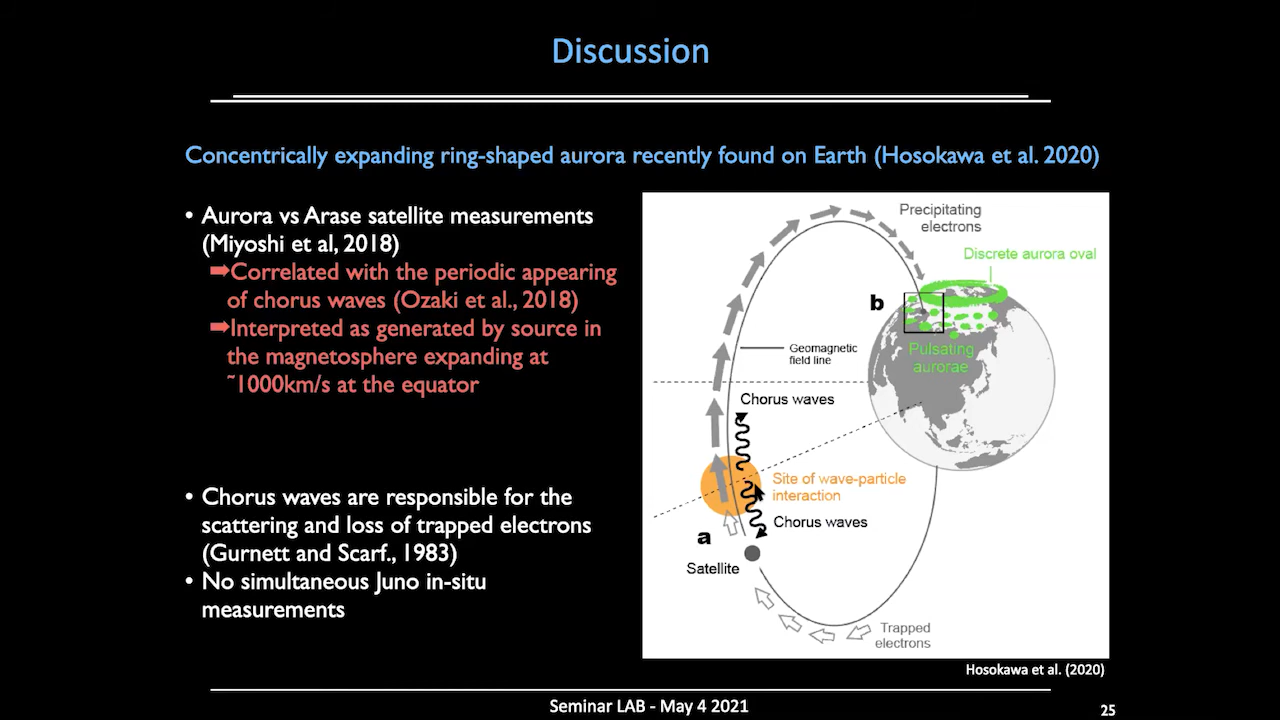 Discussion
Concentrically expanding ring-shaped aurora recently found on Earth (Hosokawa et al. 2020)
• Aurora vs Arase satellite measurements
(Miyoshi et al, 2018)
➡Correlated with the periodic appearing
of chorus waves (Ozaki et al., 2018)
➡Interpreted as generated by source in
the magnetosphere expanding at
~1000km/s at the equator
• Chorus waves are responsible for the
scattering and loss of trapped electrons
(Gurnett and Scarf., 1983)
• No simultaneous Juno in-situ
measurements
Precipitating
electrons
Discrete aurora oval
b
Pulsating
aurorae
Geomagnetic
field line
Chorus waves
Site of wave-particle
interaction
Chorus waves
a
Satellite
Trapped
electrons
Hosokawa et al. (2020)
Seminar LAB - May 4 2021
25